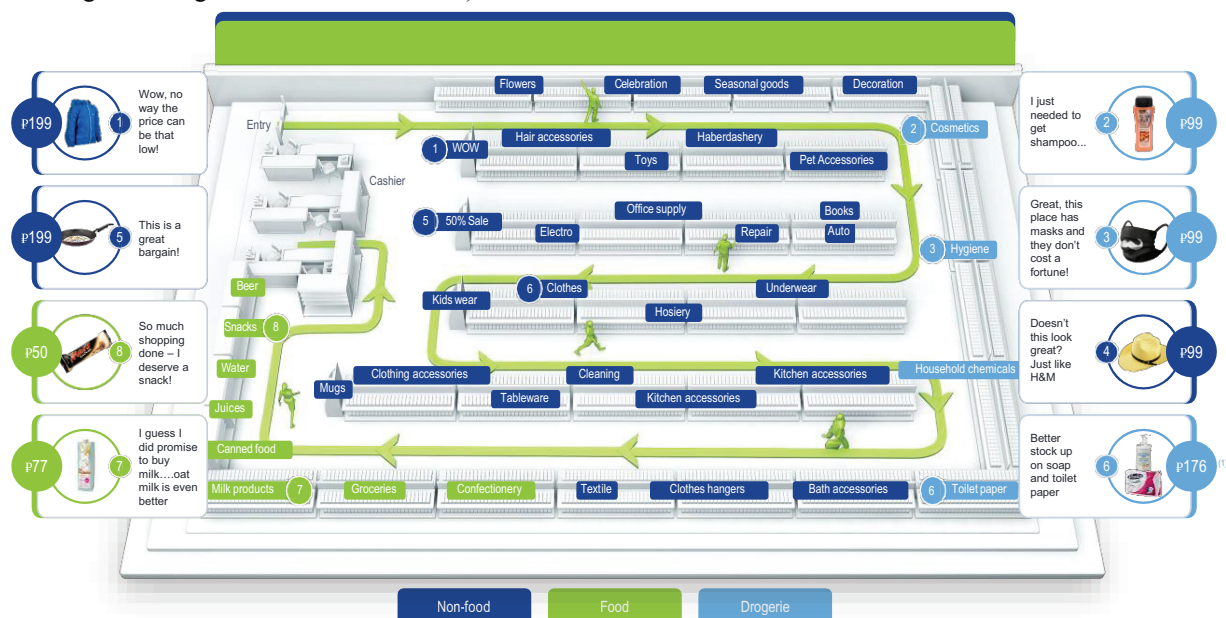 ₽199
1
Wow, no
way the
price can
be that
low!
₽199
5
This is a
great
bargain!
₽50
8
So much
shopping
done – I
deserve a
snack!
₽77
7
I guess I
did promise
to buy
milk….oat
milk is even
better
Flowers
Celebration
Seasonal goods
Decoration
Entry
Hair accessories
Haberdashery
2 Cosmetics
1 WOW
Toys
Pet Accessories
Cashier
Office supply
Books
5 50% Sale
Electro
Repair
Auto
3 Hygiene
Beer
6 Clothes
Underwear
Kids wear
Hosiery
Snacks 8
Water
Clothing accessories
Cleaning
Kitchen accessories
Household chemicals
Mugs
Tableware
Kitchen accessories
Juices
Canned food
Milk products 7
Groceries
Confectionery
Textile
Clothes hangers
Bath accessories
6 Toilet paper
I just
needed to
get
shampoo...
2
₽99
Great, this
place has
masks and
they don’t
cost a
fortune!
3
₽99
Doesn’t
this look
great?
Just like
H&M
4
₽99
Better
stock up
on soap
and toilet
paper
6
₽176 (1)
Non-food
Food
Drogerie